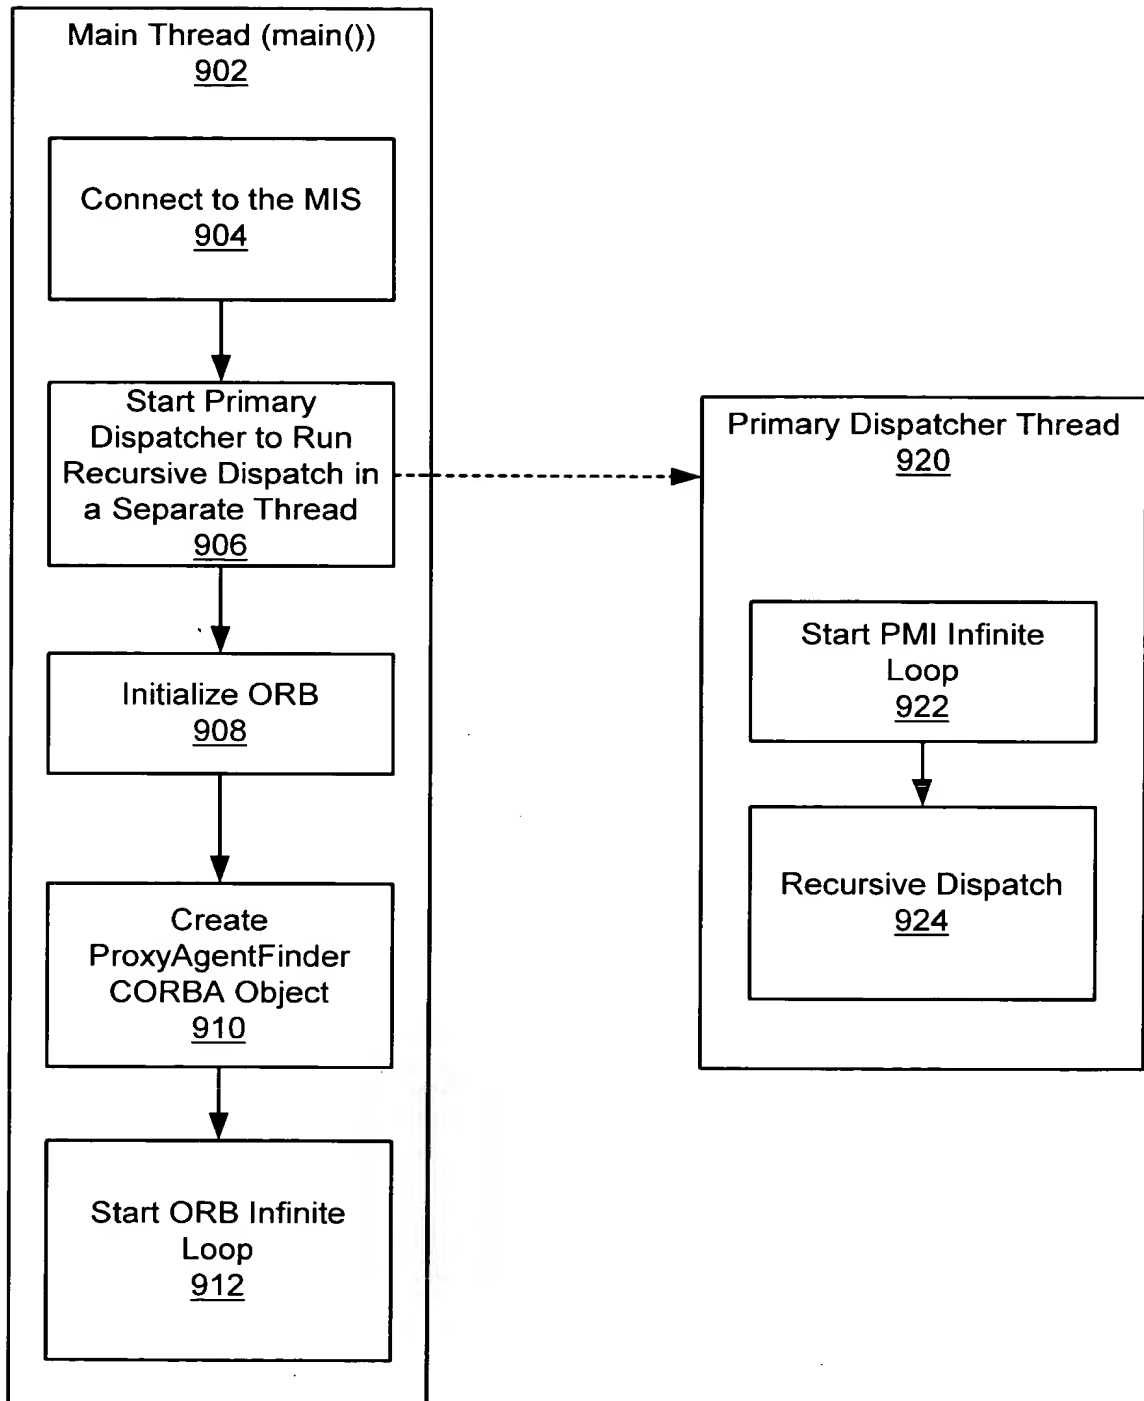 Main Thread (main())
902
Connect to the MIS
904
Start Primary
Dispatcher to Run
Recursive Dispatch in
a Separate Thread
906
Initialize ORB
908
Create
ProxyAgentFinder
CORBA Object
910
Start ORB Infinite
Loop
912
Primary Dispatcher Thread
920
Start PMI Infinite
Loop
922
Recursive Dispatch
924